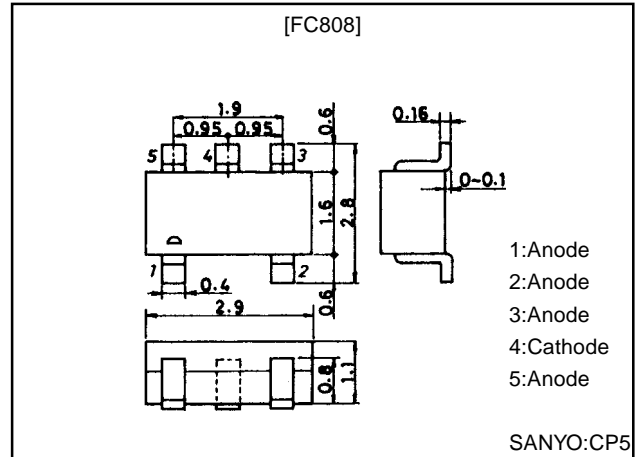 [FC808]
1.9
0.95 0.95
0.6
0.16
5 4 3
0~0.1
1.6
2.8
D
1 2
0.4
0.6
2.9
0.8
1.1
1:Anode
2:Anode
3:Anode
4:Cathode
5:Anode
SANYO:CP5